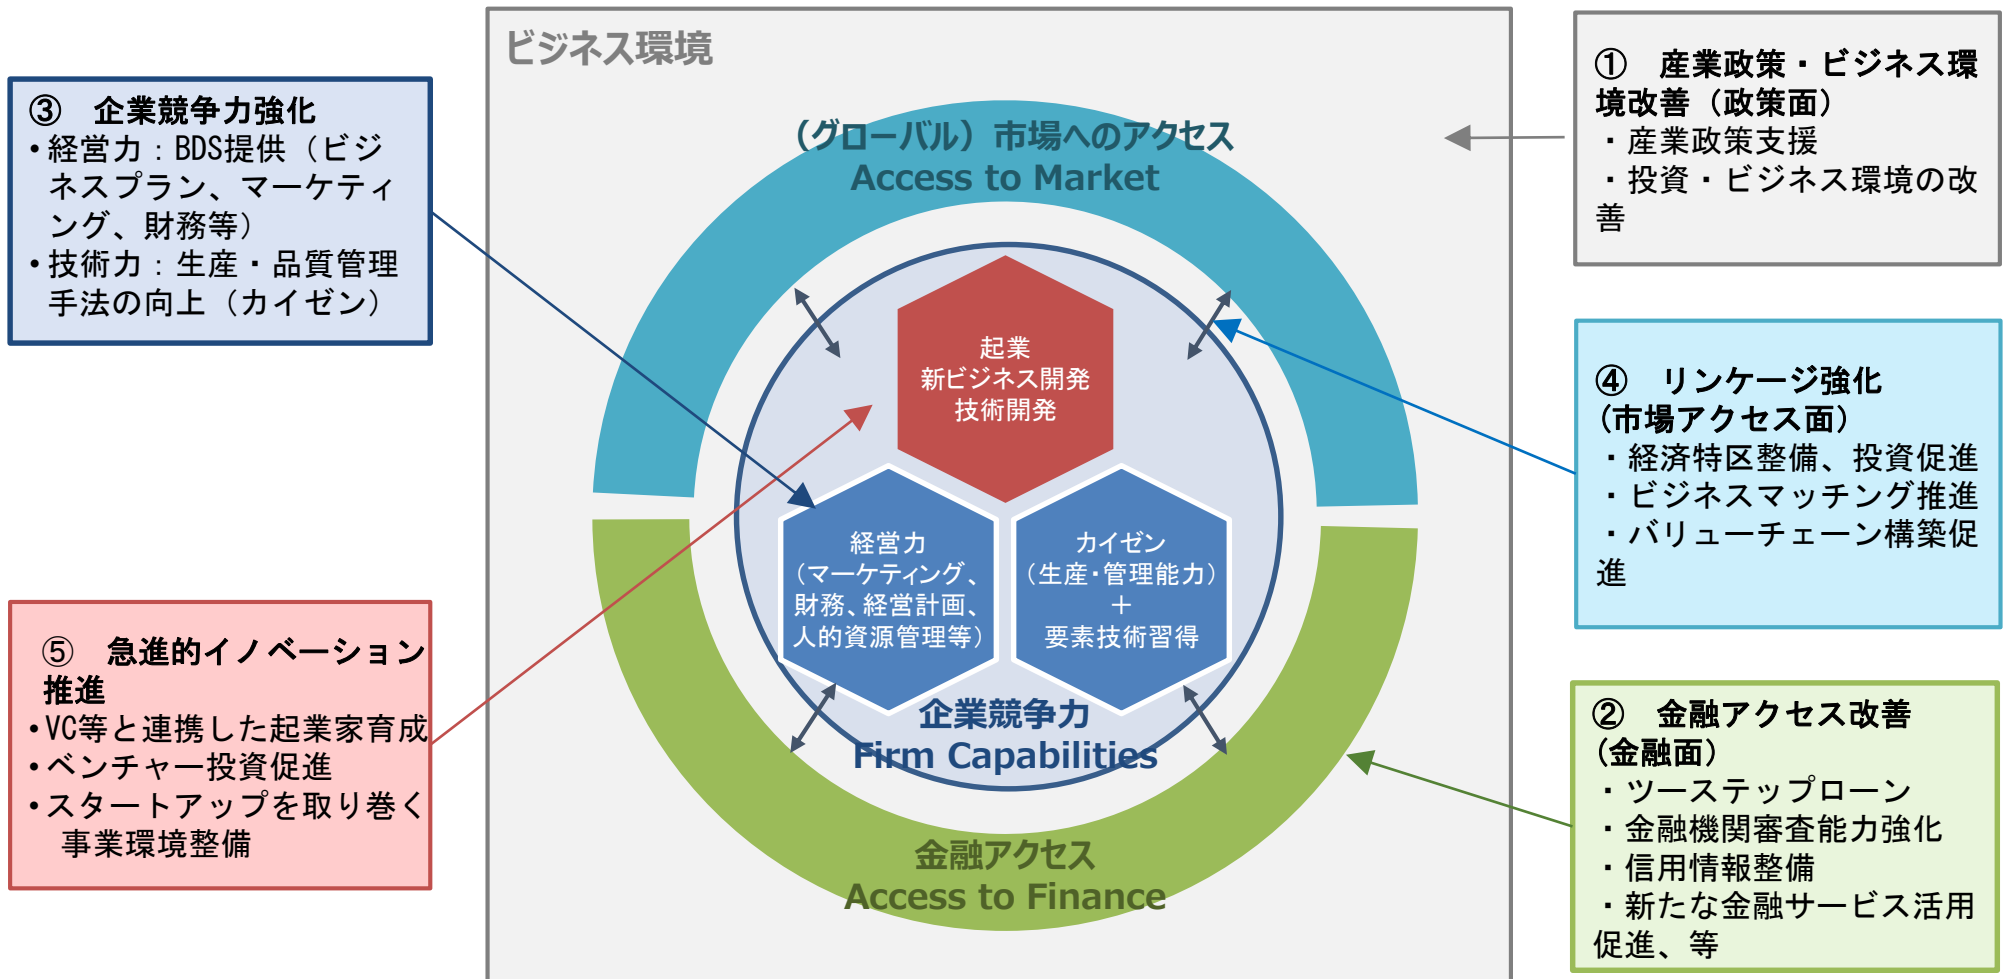 ビジネス環境
③　企業競争力強化
・経営力：BDS提供（ビジ
ネスプラン、マーケティ
ング、財務等）
・技術力：生産・品質管理
手法の向上（カイゼン）
⑤　急進的イノベーション
推進
・VC等と連携した起業家育成
・ベンチャー投資促進
・スタートアップを取り巻く
事業環境整備
（グローバル）市場へのアクセス
Access to Market
起業
新ビジネス開発
技術開発
経営力
（マーケティング、
財務、経営計画、
人的資源管理等）
カイゼン
（生産・管理能力）
＋
要素技術習得
企業競争力
Firm Capabilities
金融アクセス
Access to Finance
①　産業政策・ビジネス環
境改善（政策面）
・産業政策支援
・投資・ビジネス環境の改
善
④　リンケージ強化
(市場アクセス面）
・経済特区整備、投資促進
・ビジネスマッチング推進
・バリューチェーン構築促
進
②　金融アクセス改善
(金融面）
・ツーステップローン
・金融機関審査能力強化
・信用情報整備
・新たな金融サービス活用
促進、等